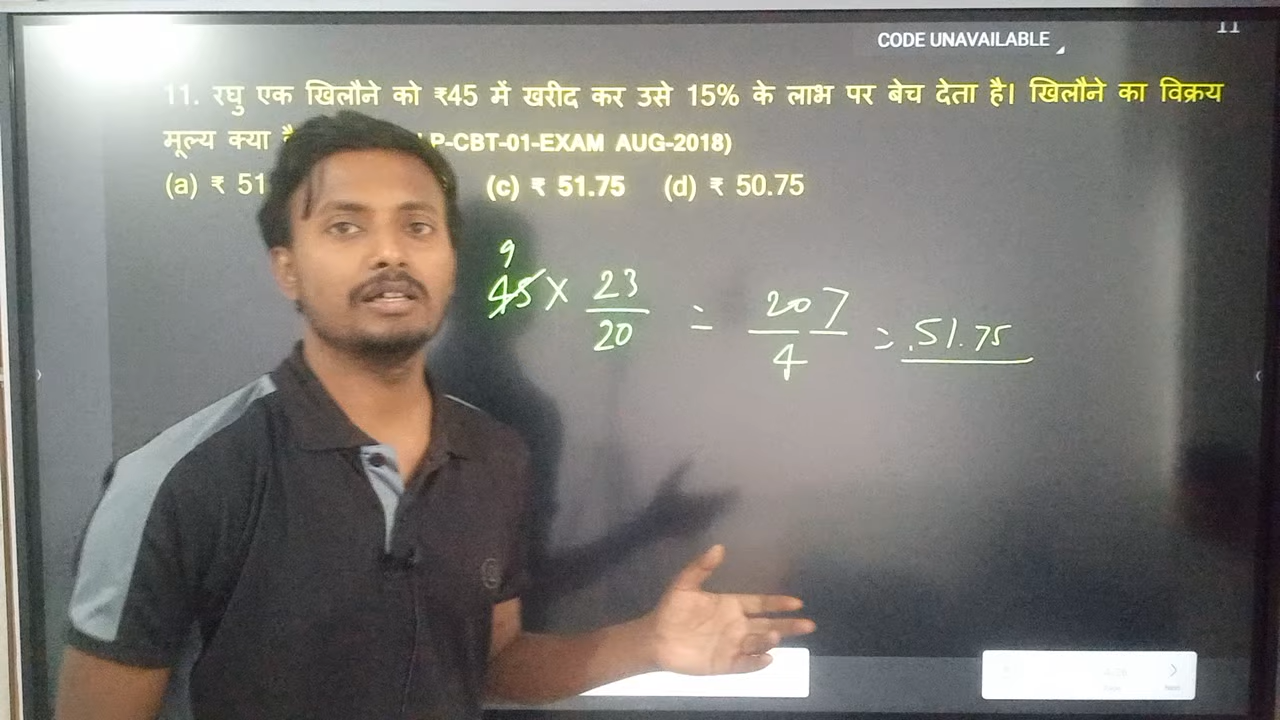 CODE UNAVAILABLE
11
11. रघु एक खिलौने को ₹45 में खरीद कर उसे 15% के लाभ पर बेच देता है। खिलौने का विक्रय
मूल्य क्या P-CBT-01-EXAM AUG-2018)
(a) ₹ 51 (c) ₹ 51.75 (d) ₹ 50.75
9
45 × 23/20 = 207/4 = 51.75
Next